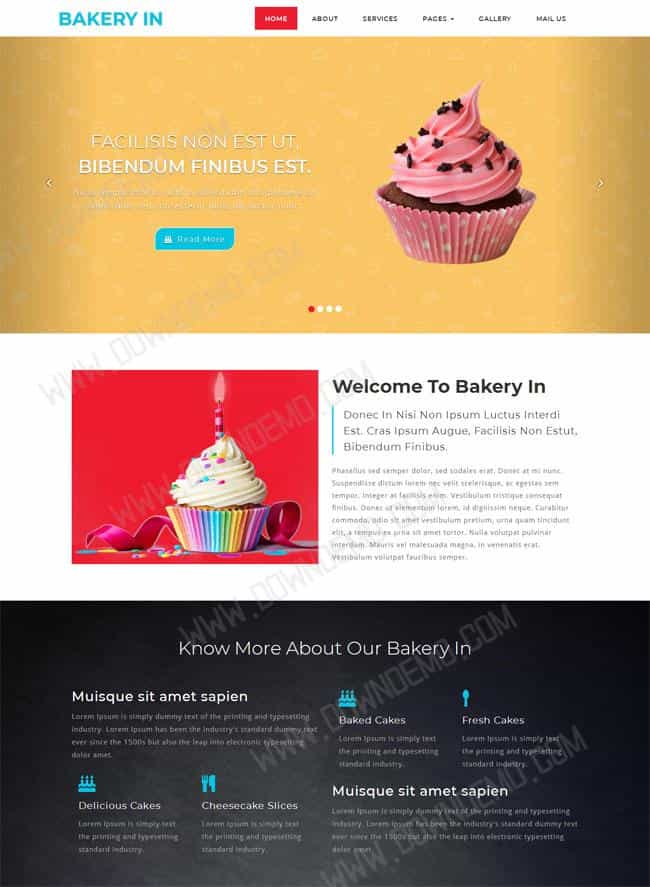 BAKERY IN
HOME ABOUT SERVICES PAGES GALLERY MAIL US
FACILISIS NON EST UT,
BIBENDUM FINIBUS EST.
Read More
Welcome To Bakery In
Donec In Nisi Non Ipsum Luctus Interdi
Est. Cras Ipsum Augue, Facilisis Non Estut,
Bibendum Finibus.
Phasellus sed semper dolor, sed sodales erat. Donet at mi nunc.
Suspendisse dictum lorem nec velit scelerisque, ac egestas sem
tempor. Integer at facilisis enim. Vestibulum tristique consequat
finibus. Donec ut elementum lorem, id dignissim neque. Curabitur
commodo, odio sit amet vestibulum pretium, urna quam tincidunt
elit, a tempus ex urna sit amet tortor. Nulla volutpat pulvinar
interdum. Mauris vel malesuada magna, in venenatis erat.
Vestibulum volutpat faucibus semper.
Know More About Our Bakery In
Muisque sit amet sapien
Lorem Ipsum is simply dummy text of the printing and typesetting
industry. Lorem Ipsum has been the industry's standard dummy text
ever since the 1500s but also the leap into electronic typesetting
dolor amet.
Baked Cakes
Lorem Ipsum is simply
the priniting and typesetting
standard industry.
Fresh Cakes
Lorem Ipsum is simply text
the printing and typesetting
standard industry.
Delicious Cakes
Lorem Ipsum is simply text
the printing and typesetting
standard industry.
Cheesecake Slices
Lorem Ipsum is simply text
the printing and typesetting
standard industry.
Muisque sit amet sapien
Lorem Ipsum is simply dummy text of the printing and typesetting
industry. Lorem Ipsum has been the industry's standard dummy text
ever since the 1500s but also the leap into electronic typesetting
dolor amet.
WWW.DOWNDEMO.COM
WWW.DOWNDEMO.COM
WWW.DOWNDEMO.COM
WWW.DOWNDEMO.COM